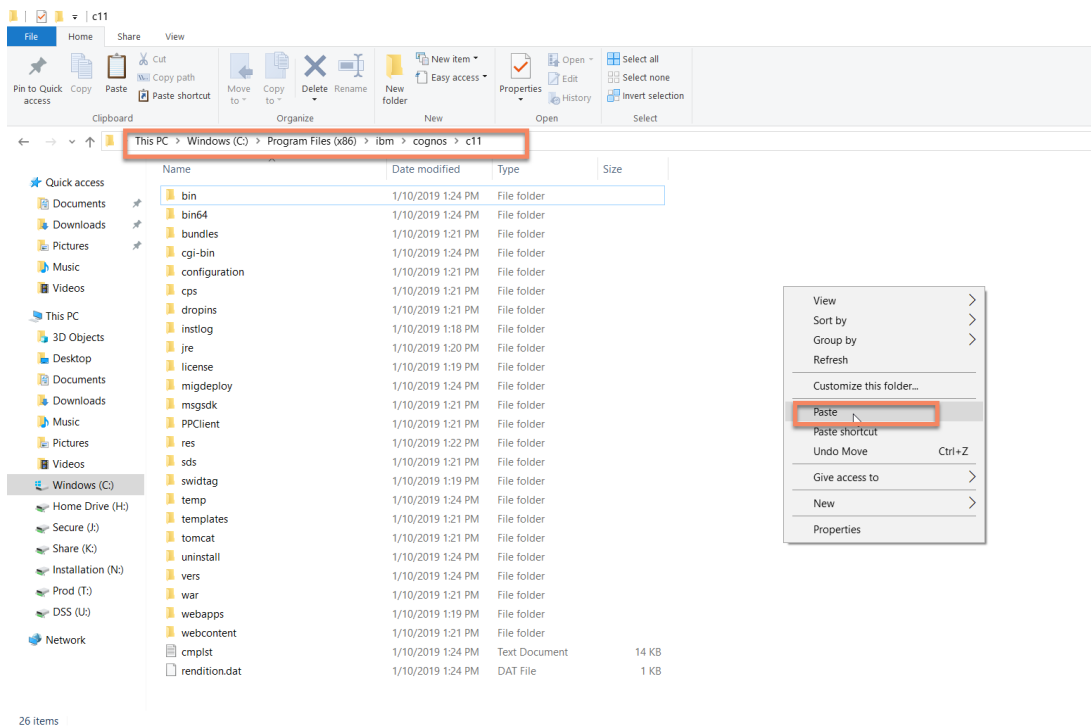 c11
File Home Share View
Pin to Quick access
Copy
Paste
Cut
Copy path
Paste shortcut
Clipboard
Move to
Copy to
Delete
Rename
Organize
New folder
New item
Easy access
New
Properties
Open
Edit
History
Open
Select all
Select none
Invert selection
Select
This PC > Windows (C:) > Program Files (x86) > ibm > cognos > c11
Quick access
Documents
Downloads
Pictures
Music
Videos
This PC
3D Objects
Desktop
Documents
Downloads
Music
Pictures
Videos
Windows (C:)
Home Drive (H:)
Secure (J:)
Share (K:)
Installation (N:)
Prod (T:)
DSS (U:)
Network
Name Date modified Type Size
bin 1/10/2019 1:24 PM File folder
bin64 1/10/2019 1:24 PM File folder
bundles 1/10/2019 1:21 PM File folder
cgi-bin 1/10/2019 1:24 PM File folder
configuration 1/10/2019 1:21 PM File folder
cps 1/10/2019 1:21 PM File folder
dropins 1/10/2019 1:21 PM File folder
instlog 1/10/2019 1:18 PM File folder
jre 1/10/2019 1:20 PM File folder
license 1/10/2019 1:19 PM File folder
migdeploy 1/10/2019 1:24 PM File folder
msgsdk 1/10/2019 1:21 PM File folder
PPClient 1/10/2019 1:21 PM File folder
res 1/10/2019 1:22 PM File folder
sds 1/10/2019 1:21 PM File folder
swidtag 1/10/2019 1:19 PM File folder
temp 1/10/2019 1:24 PM File folder
templates 1/10/2019 1:21 PM File folder
tomcat 1/10/2019 1:21 PM File folder
uninstall 1/10/2019 1:24 PM File folder
vers 1/10/2019 1:24 PM File folder
war 1/10/2019 1:21 PM File folder
webapps 1/10/2019 1:19 PM File folder
webcontent 1/10/2019 1:21 PM File folder
cmplst 1/10/2019 1:24 PM Text Document 14 KB
rendition.dat 1/10/2019 1:24 PM DAT File 1 KB
View
Sort by
Group by
Refresh
Customize this folder...
Paste
Paste shortcut
Undo Move Ctrl+Z
Give access to
New
Properties
26 items